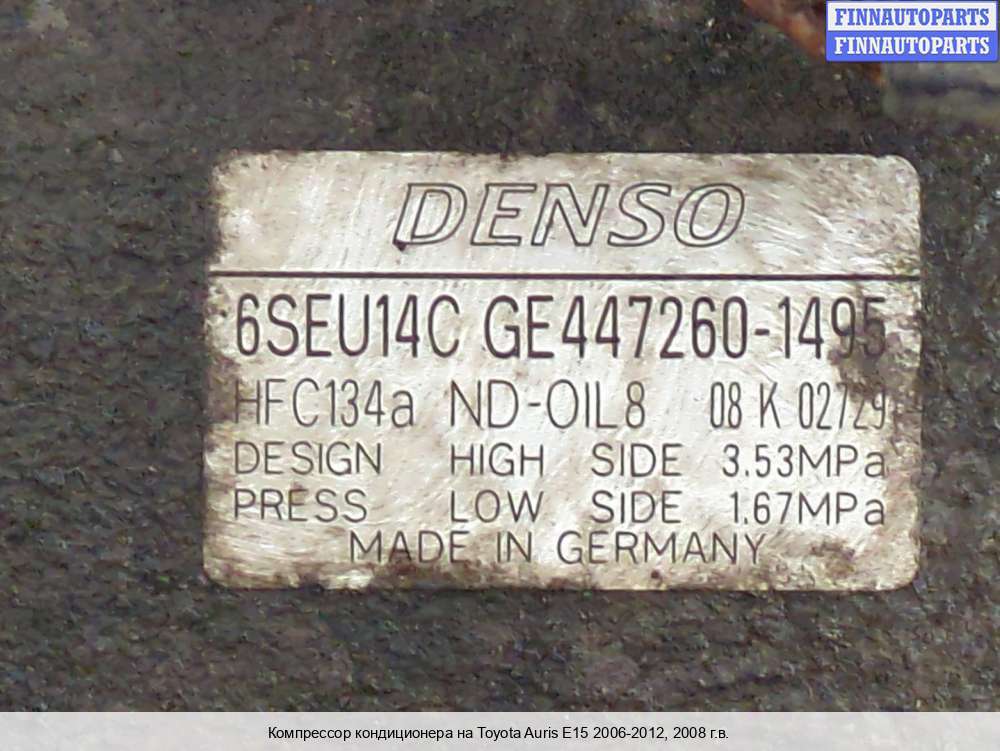 FINNAUTOPARTS
FINNAUTOPARTS
DENSO
6SEU14C GE447260-1495
HFC134a ND-OIL8 08 K 02729
DESIGN HIGH SIDE 3.53MPa
PRESS LOW SIDE 1.67MPa
MADE IN GERMANY
Компрессор кондиционера на Toyota Auris E15 2006-2012, 2008 г.в.